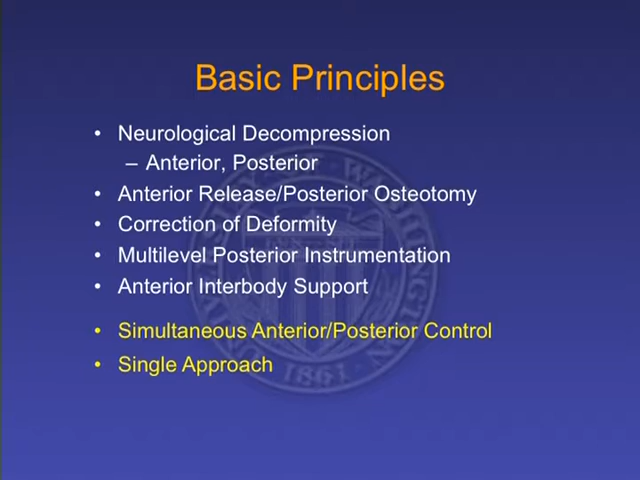 Basic Principles
• Neurological Decompression
– Anterior, Posterior
• Anterior Release/Posterior Osteotomy
• Correction of Deformity
• Multilevel Posterior Instrumentation
• Anterior Interbody Support
• Simultaneous Anterior/Posterior Control
• Single Approach
1861